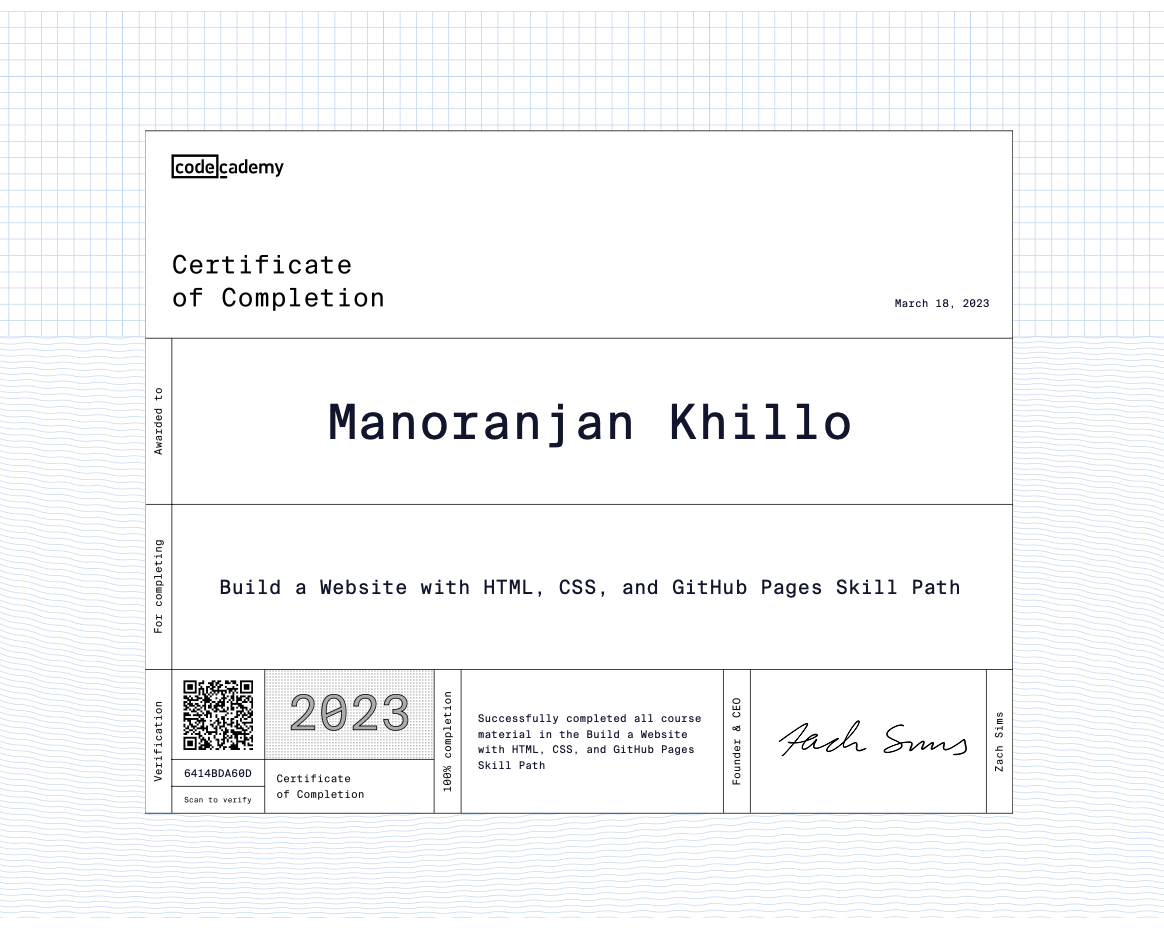 codecademy
Certificate
of Completion
March 18, 2023
Awarded to
Manoranjan Khillo
For completing
Build a Website with HTML, CSS, and GitHub Pages Skill Path
Verification
6414BDA60D
Scan to verify
2023
Certificate
of Completion
100% completion
Successfully completed all course
material in the Build a Website
with HTML, CSS, and GitHub Pages
Skill Path
Founder & CEO
Zach Sims
Zach Sims